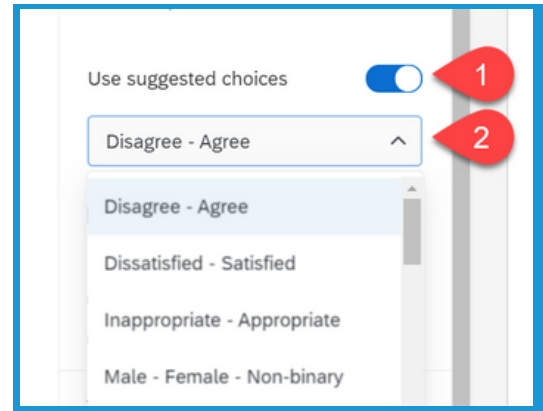 Use suggested choices
1
Disagree - Agree
2
Disagree - Agree
Dissatisfied - Satisfied
Inappropriate - Appropriate
Male - Female - Non-binary